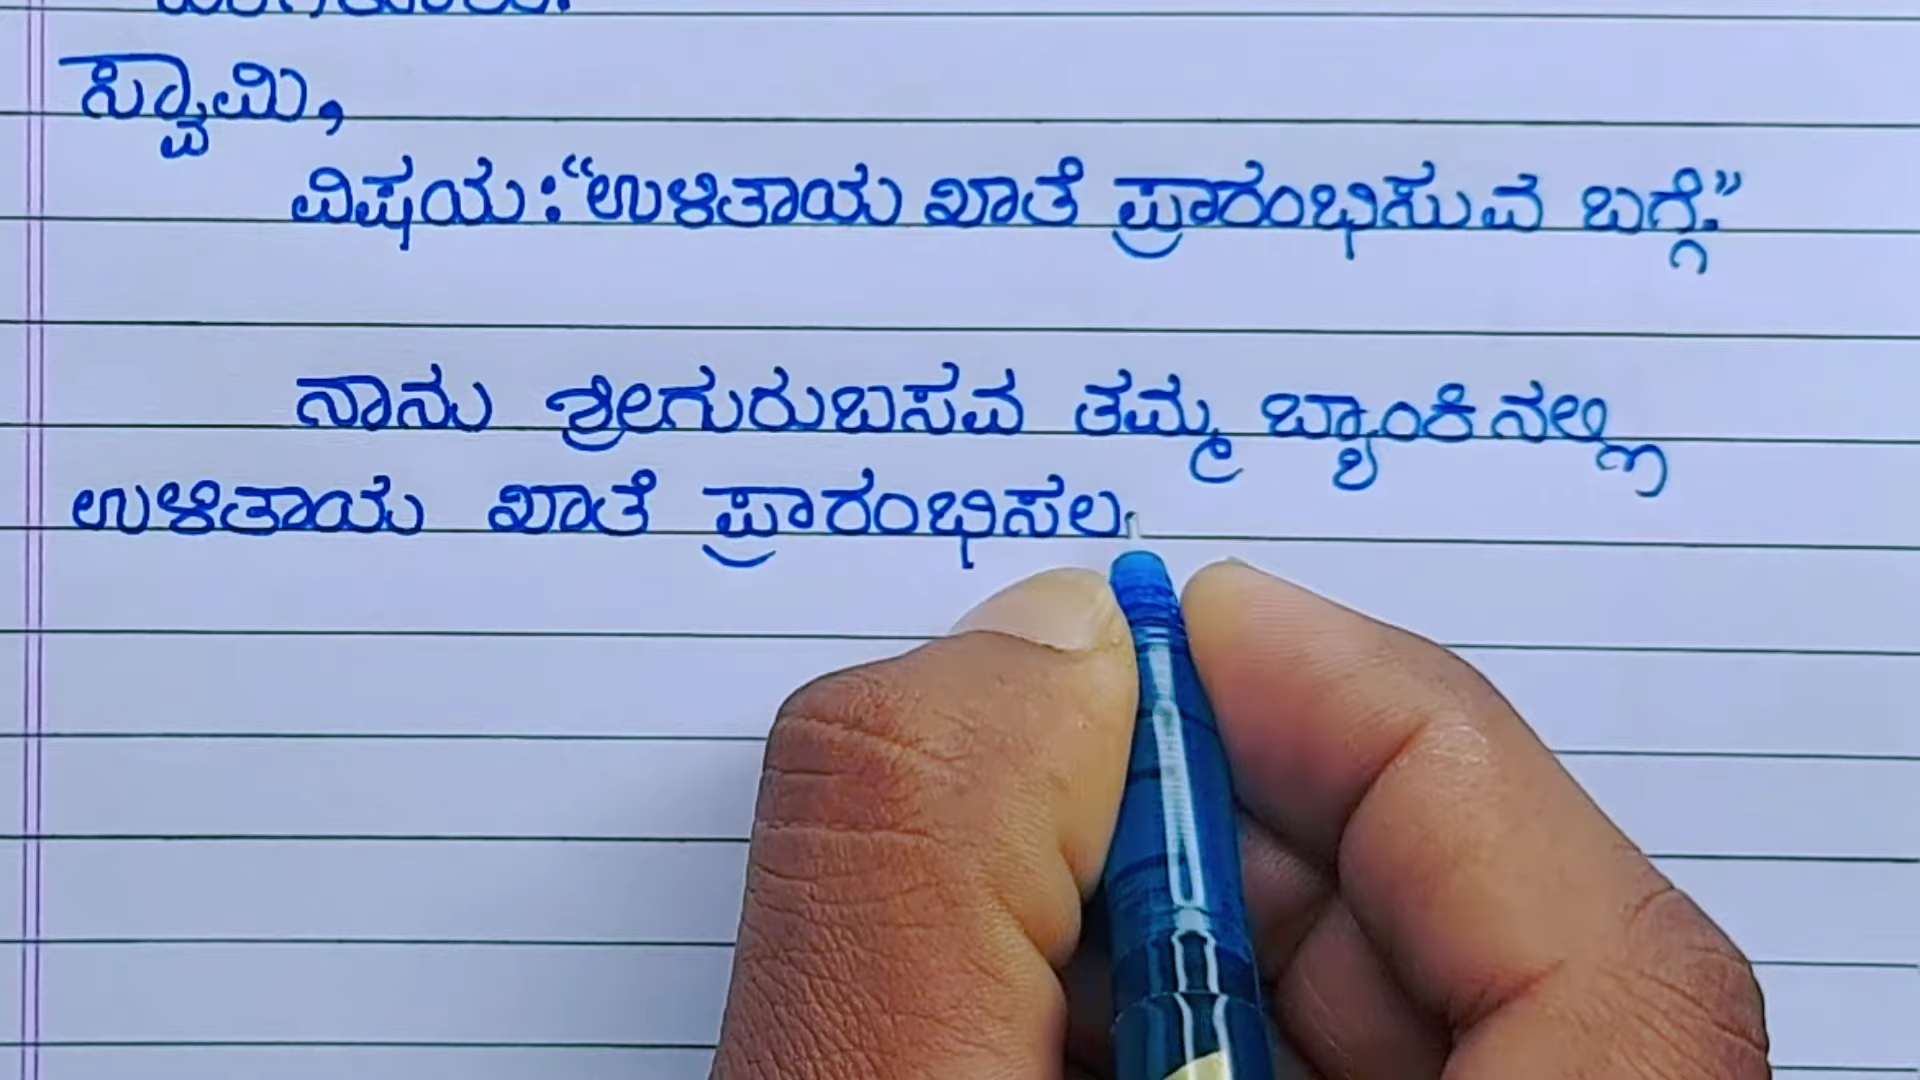 ಸ್ವಾಮಿ,
ವಿಷಯ: “ಉಳಿತಾಯ ಖಾತೆ ಪ್ರಾರಂಭಿಸುವ ಬಗ್ಗೆ.”
ನಾನು ಶ್ರೀಗುರುಬಸವ ತಮ್ಮ ಬ್ಯಾಂಕಿನಲ್ಲಿ
ಉಳಿತಾಯ ಖಾತೆ ಪ್ರಾರಂಭಿಸಲ